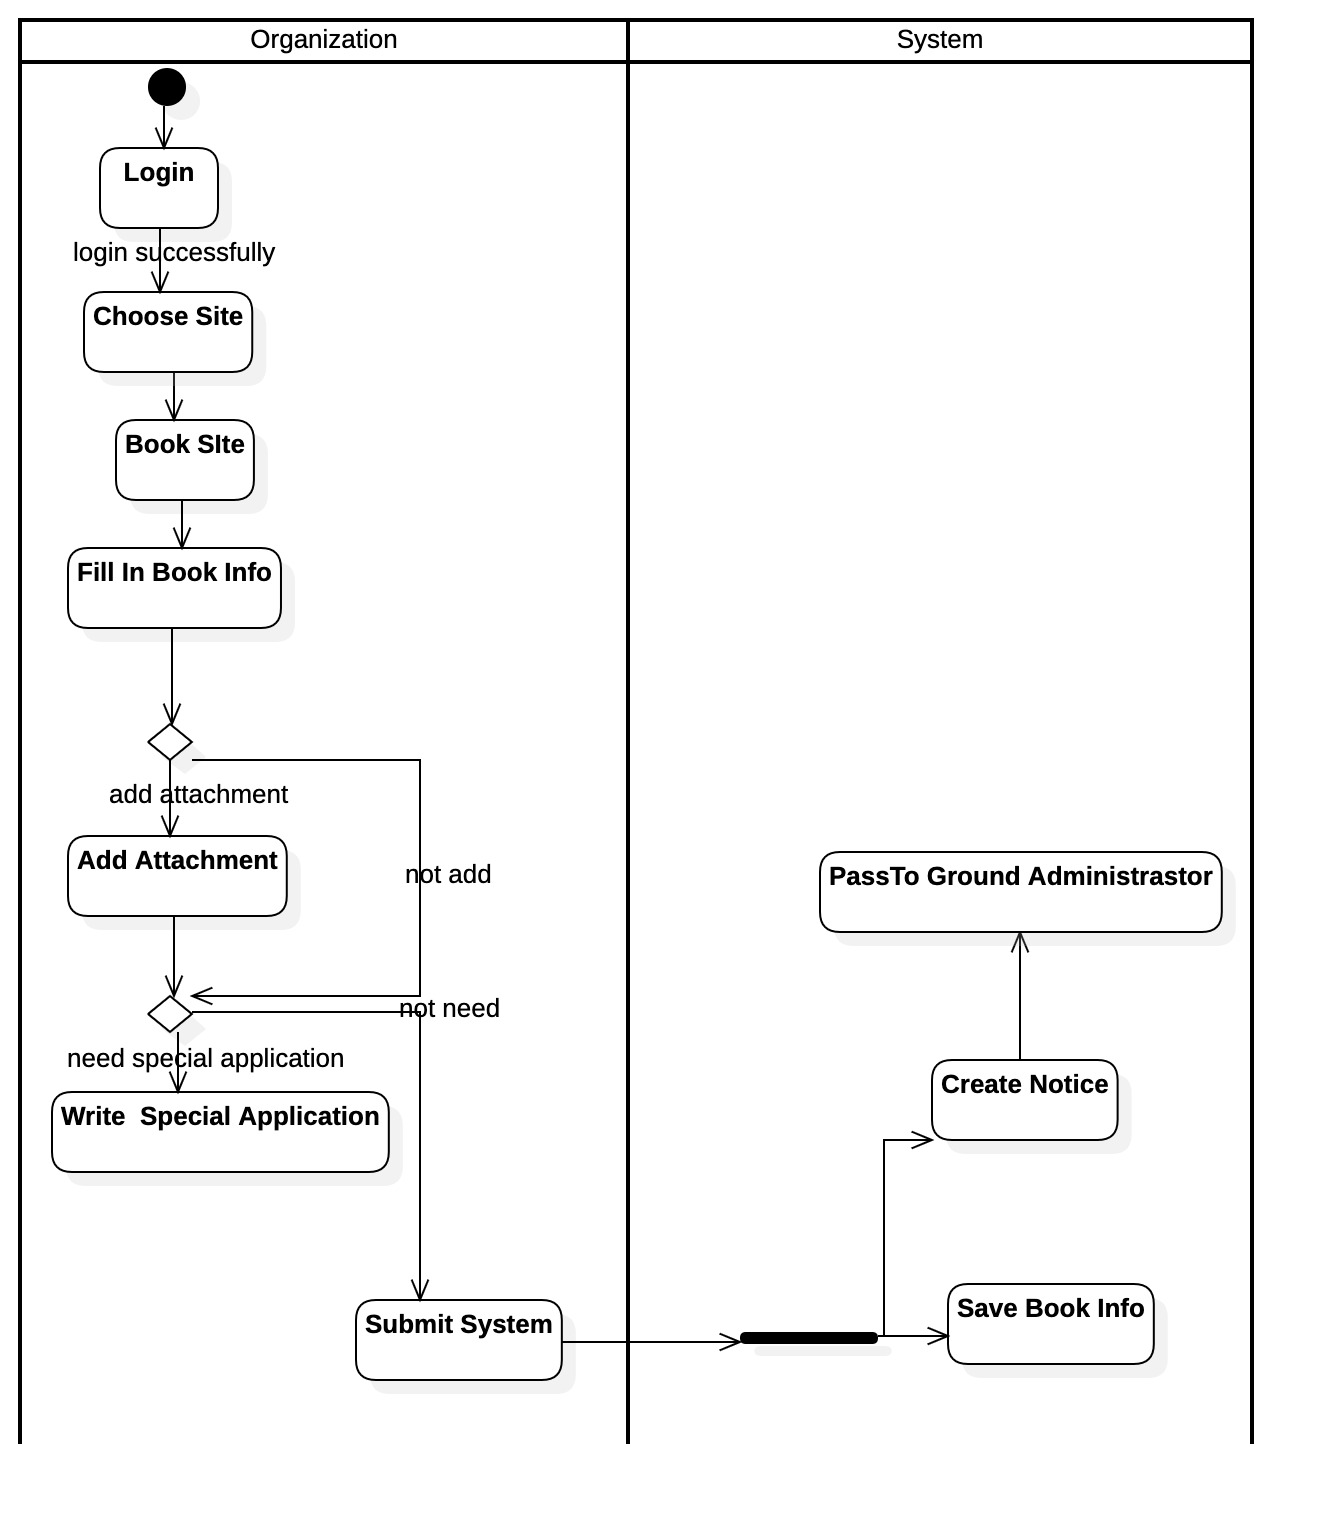 Organization
System
Login
login successfully
Choose Site
Book SIte
Fill In Book Info
add attachment
Add Attachment
not add
PassTo Ground Administrastor
not need
need special application
Create Notice
Write  Special Application
Save Book Info
Submit System